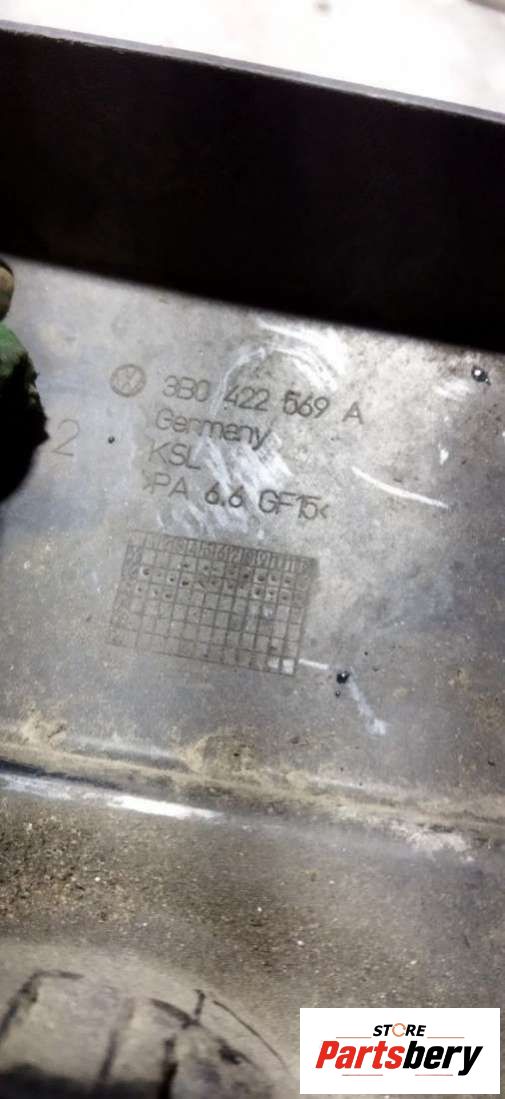 3B0 422 569 A
Germany
2
KSL
>PA 6.6 GF15<
STORE
Partsbery